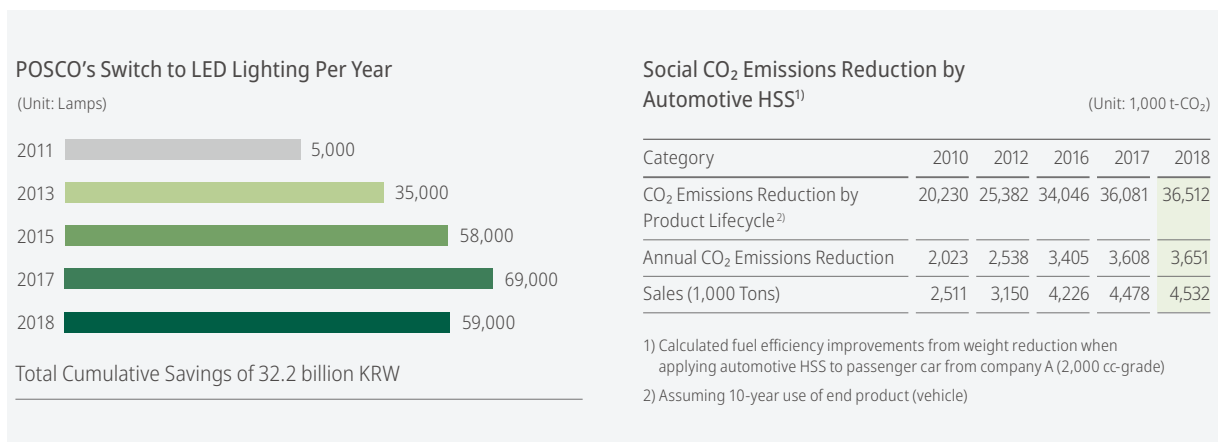 POSCO’s Switch to LED Lighting Per Year
(Unit: Lamps)
2011 5,000
2013 35,000
2015 58,000
2017 69,000
2018 59,000
Total Cumulative Savings of 32.2 billion KRW
Social CO₂ Emissions Reduction by
Automotive HSS¹⁾ (Unit: 1,000 t-CO₂)
Category 2010 2012 2016 2017 2018
CO₂ Emissions Reduction by 20,230 25,382 34,046 36,081 36,512
Product Lifecycle²⁾
Annual CO₂ Emissions Reduction 2,023 2,538 3,405 3,608 3,651
Sales (1,000 Tons) 2,511 3,150 4,226 4,478 4,532
1) Calculated fuel efficiency improvements from weight reduction when
applying automotive HSS to passenger car from company A (2,000 cc-grade)
2) Assuming 10-year use of end product (vehicle)